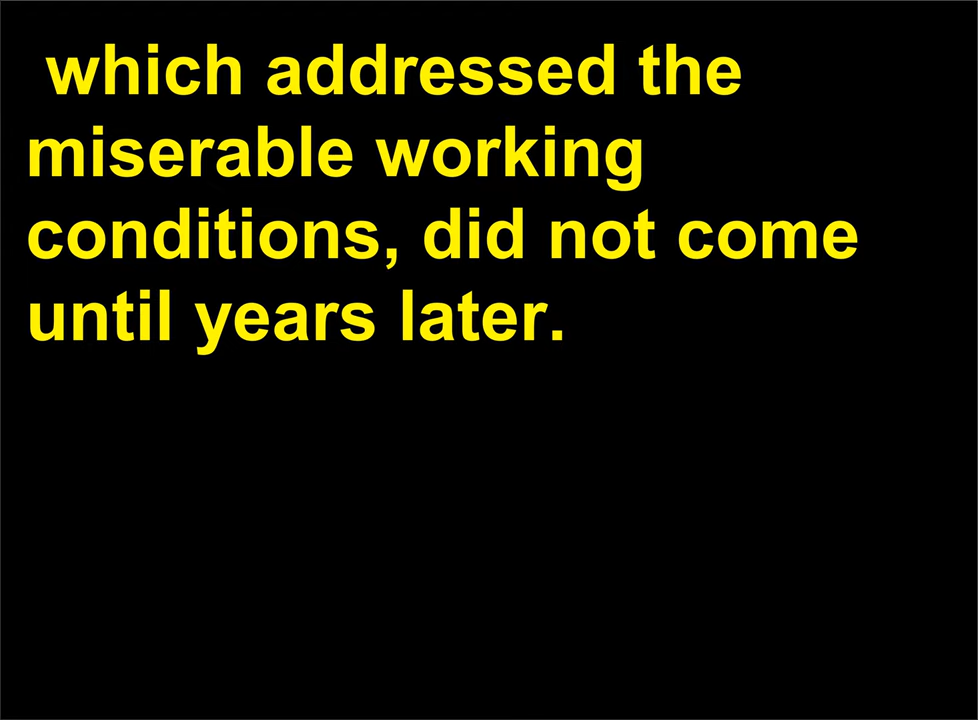 which addressed the
miserable working
conditions, did not come
until years later.